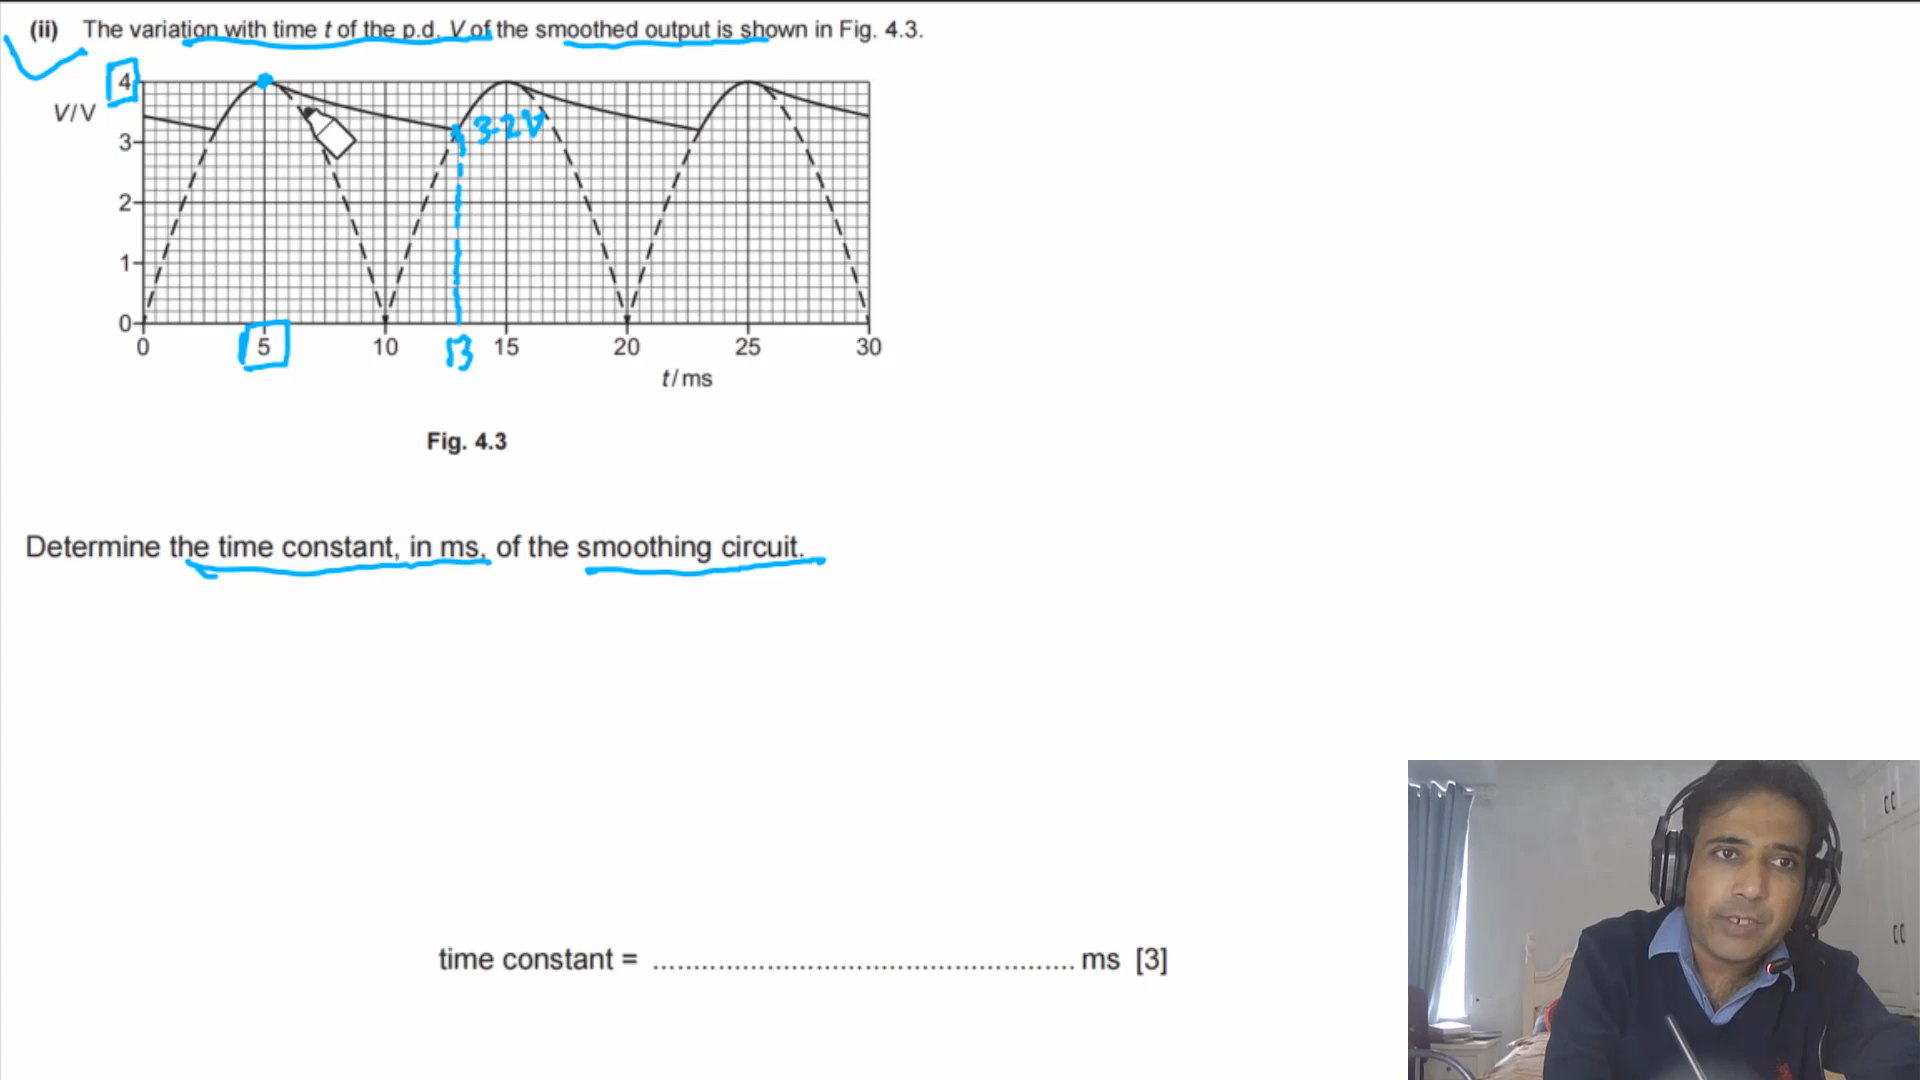 (ii) The variation with time t of the p.d. V of the smoothed output is shown in Fig. 4.3.
4
V/V
3
3.2V
2
1
0
0 5 10 13 15 20 25 30
t/ms
Fig. 4.3
Determine the time constant, in ms, of the smoothing circuit.
time constant = ................................................... ms [3]